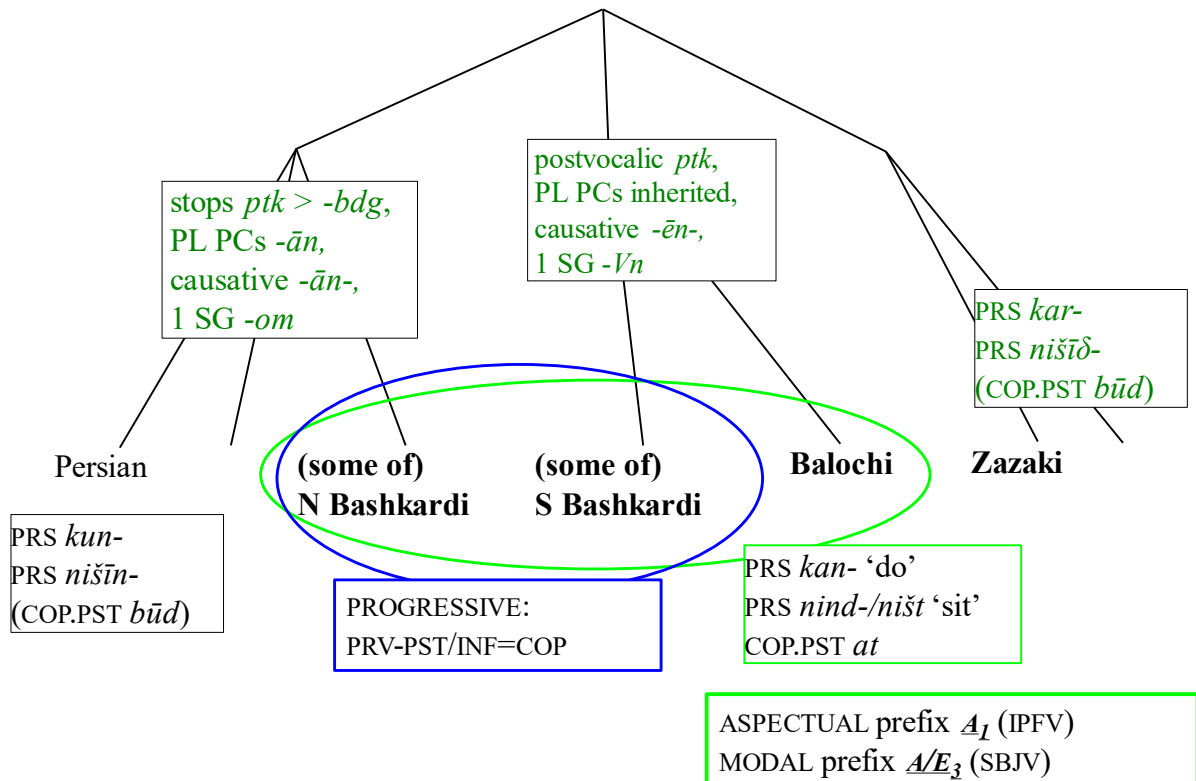 stops ptk > -bdg,
PL PCs -ān,
causative -ān-,
1 SG -om
postvocalic ptk,
PL PCs inherited,
causative -ēn-,
1 SG -Vn
PRS kar-
PRS nišīδ-
(COP.PST būd)
Persian
(some of)
N Bashkardi
(some of)
S Bashkardi
Balochi
Zazaki
PRS kun-
PRS nišīn-
(COP.PST būd)
PROGRESSIVE:
PRV-PST/INF=COP
PRS kan- ‘do’
PRS nind-/ništ ‘sit’
COP.PST at
ASPECTUAL prefix A₁ (IPFV)
MODAL prefix A/E₃ (SBJV)